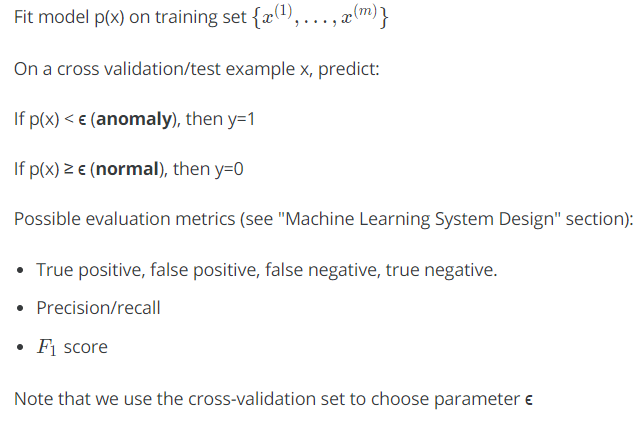 Fit model p(x) on training set {x⁽¹⁾, . . . , x⁽ᵐ⁾}
On a cross validation/test example x, predict:
If p(x) < ϵ (anomaly), then y=1
If p(x) ≥ ϵ (normal), then y=0
Possible evaluation metrics (see "Machine Learning System Design" section):
• True positive, false positive, false negative, true negative.
• Precision/recall
• F₁ score
Note that we use the cross-validation set to choose parameter ϵ